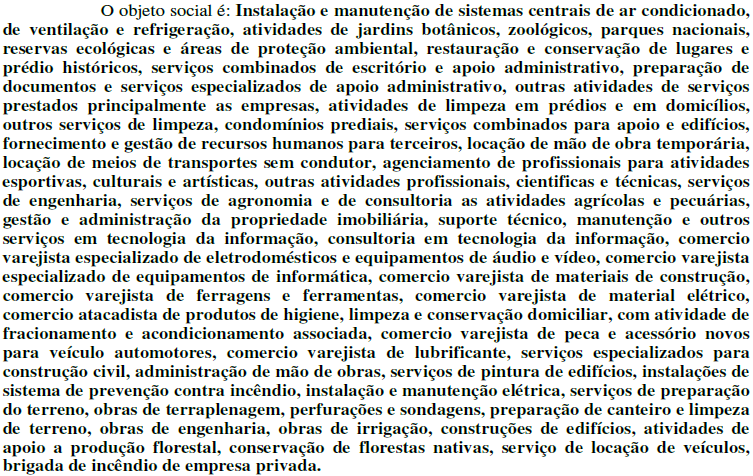 O objeto social é: Instalação e manutenção de sistemas centrais de ar condicionado,
de ventilação e refrigeração, atividades de jardins botânicos, zoológicos, parques nacionais,
reservas ecológicas e áreas de proteção ambiental, restauração e conservação de lugares e
prédio históricos, serviços combinados de escritório e apoio administrativo, preparação de
documentos e serviços especializados de apoio administrativo, outras atividades de serviços
prestados principalmente as empresas, atividades de limpeza em prédios e em domicílios,
outros serviços de limpeza, condomínios prediais, serviços combinados para apoio e edifícios,
fornecimento e gestão de recursos humanos para terceiros, locação de mão de obra temporária,
locação de meios de transportes sem condutor, agenciamento de profissionais para atividades
esportivas, culturais e artísticas, outras atividades profissionais, cientificas e técnicas, serviços
de engenharia, serviços de agronomia e de consultoria as atividades agrícolas e pecuárias,
gestão e administração da propriedade imobiliária, suporte técnico, manutenção e outros
serviços em tecnologia da informação, consultoria em tecnologia da informação, comercio
varejista especializado de eletrodomésticos e equipamentos de áudio e vídeo, comercio varejista
especializado de equipamentos de informática, comercio varejista de materiais de construção,
comercio varejista de ferragens e ferramentas, comercio varejista de material elétrico,
comercio atacadista de produtos de higiene, limpeza e conservação domiciliar, com atividade de
fracionamento e acondicionamento associada, comercio varejista de peca e acessório novos
para veículo automotores, comercio varejista de lubrificante, serviços especializados para
construção civil, administração de mão de obras, serviços de pintura de edifícios, instalações de
sistema de prevenção contra incêndio, instalação e manutenção elétrica, serviços de preparação
do terreno, obras de terraplenagem, perfurações e sondagens, preparação de canteiro e limpeza
de terreno, obras de engenharia, obras de irrigação, construções de edifícios, atividades de
apoio a produção florestal, conservação de florestas nativas, serviço de locação de veículos,
brigada de incêndio de empresa privada.